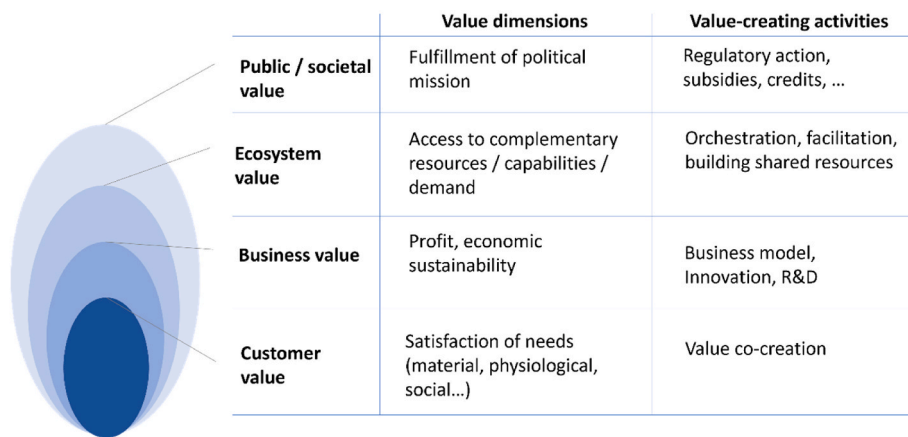 Value dimensions
Value-creating activities
Public / societal
value
Fulfillment of political
mission
Regulatory action,
subsidies, credits, ...
Ecosystem
value
Access to complementary
resources / capabilities /
demand
Orchestration, facilitation,
building shared resources
Business value
Profit, economic
sustainability
Business model,
Innovation, R&D
Customer
value
Satisfaction of needs
(material, physiological,
social...)
Value co-creation